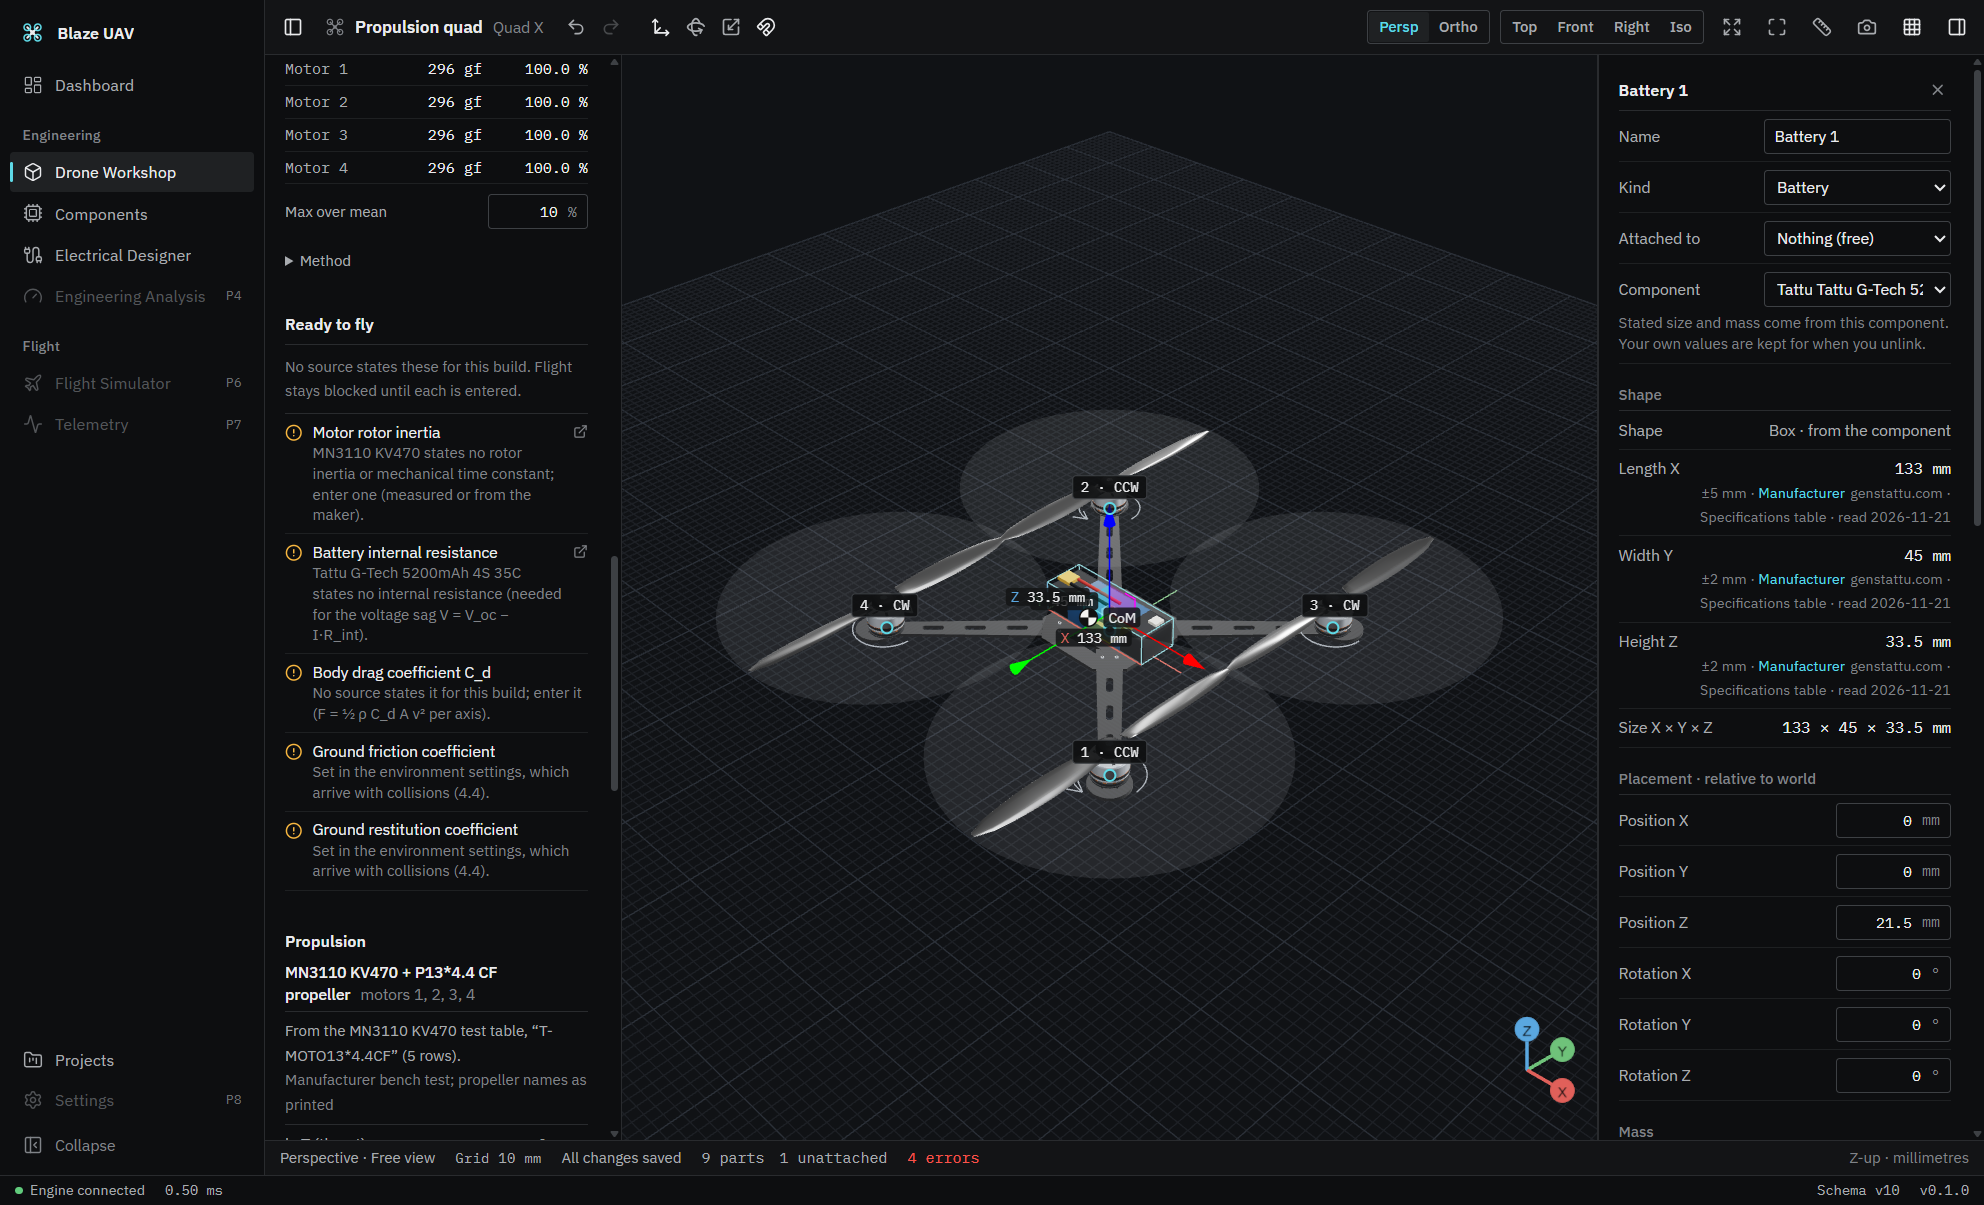 Blaze UAV
Dashboard
Engineering
Drone Workshop
Components
Electrical Designer
Engineering Analysis P4
Flight
Flight Simulator P6
Telemetry P7
Projects
Settings P8
Collapse
Propulsion quad Quad X
Persp Ortho
Top Front Right Iso
Motor 1 296 gf 100.0 %
Motor 2 296 gf 100.0 %
Motor 3 296 gf 100.0 %
Motor 4 296 gf 100.0 %
Max over mean 10 %
Method
Ready to fly
No source states these for this build. Flight
stays blocked until each is entered.
Motor rotor inertia
MN3110 KV470 states no rotor
inertia or mechanical time constant;
enter one (measured or from the
maker).
Battery internal resistance
Tattu G-Tech 5200mAh 4S 35C
states no internal resistance (needed
for the voltage sag V = V_oc −
I·R_int).
Body drag coefficient C_d
No source states it for this build; enter it
(F = ½ ρ C_d A v² per axis).
Ground friction coefficient
Set in the environment settings, which
arrive with collisions (4.4).
Ground restitution coefficient
Set in the environment settings, which
arrive with collisions (4.4).
Propulsion
MN3110 KV470 + P13*4.4 CF
propeller motors 1, 2, 3, 4
From the MN3110 KV470 test table, “T-
MOTO13*4.4CF” (5 rows).
Manufacturer bench test; propeller names as
printed
2 · CCW
4 · CW
3 · CW
Z 33.5 mm
CoM
X 133 mm
1 · CCW
Z
Y
X
Battery 1
Name Battery 1
Kind Battery
Attached to Nothing (free)
Component Tattu Tattu G-Tech 52
Stated size and mass come from this component.
Your own values are kept for when you unlink.
Shape
Shape Box · from the component
Length X 133 mm
±5 mm · Manufacturer genstattu.com ·
Specifications table · read 2026-11-21
Width Y 45 mm
±2 mm · Manufacturer genstattu.com ·
Specifications table · read 2026-11-21
Height Z 33.5 mm
±2 mm · Manufacturer genstattu.com ·
Specifications table · read 2026-11-21
Size X × Y × Z 133 × 45 × 33.5 mm
Placement · relative to world
Position X 0 mm
Position Y 0 mm
Position Z 21.5 mm
Rotation X 0 °
Rotation Y 0 °
Rotation Z 0 °
Mass
Perspective · Free view Grid 10 mm All changes saved 9 parts 1 unattached 4 errors
Z-up · millimetres
Engine connected 0.50 ms
Schema v10 v0.1.0